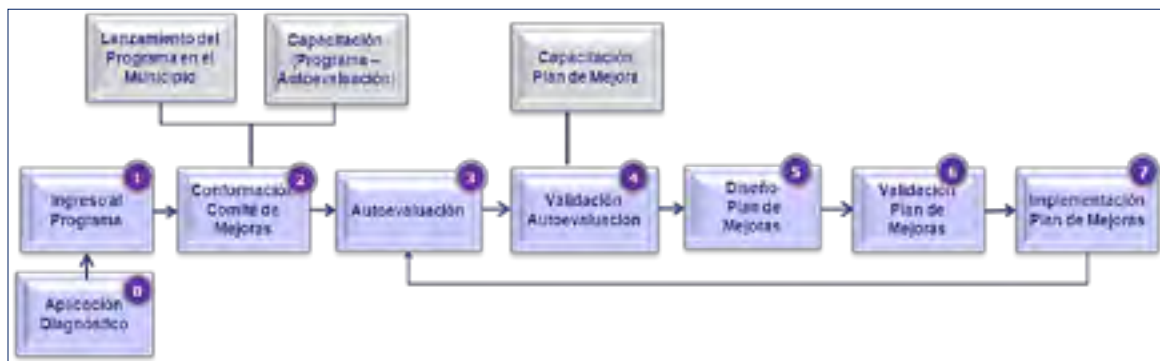 Lanzamiento del
Programa en el
Municipio
Capacitación
(Programa –
Autoevaluación)
Capacitación
Plan de Mejora
1
Ingreso al
Programa
2
Conformación
Comité de
Mejoras
3
Autoevaluación
4
Validación
Autoevaluación
5
Diseño
Plan de
Mejoras
6
Validación
Plan de
Mejoras
7
Implementación
Plan de Mejoras
0
Aplicación
Diagnóstico